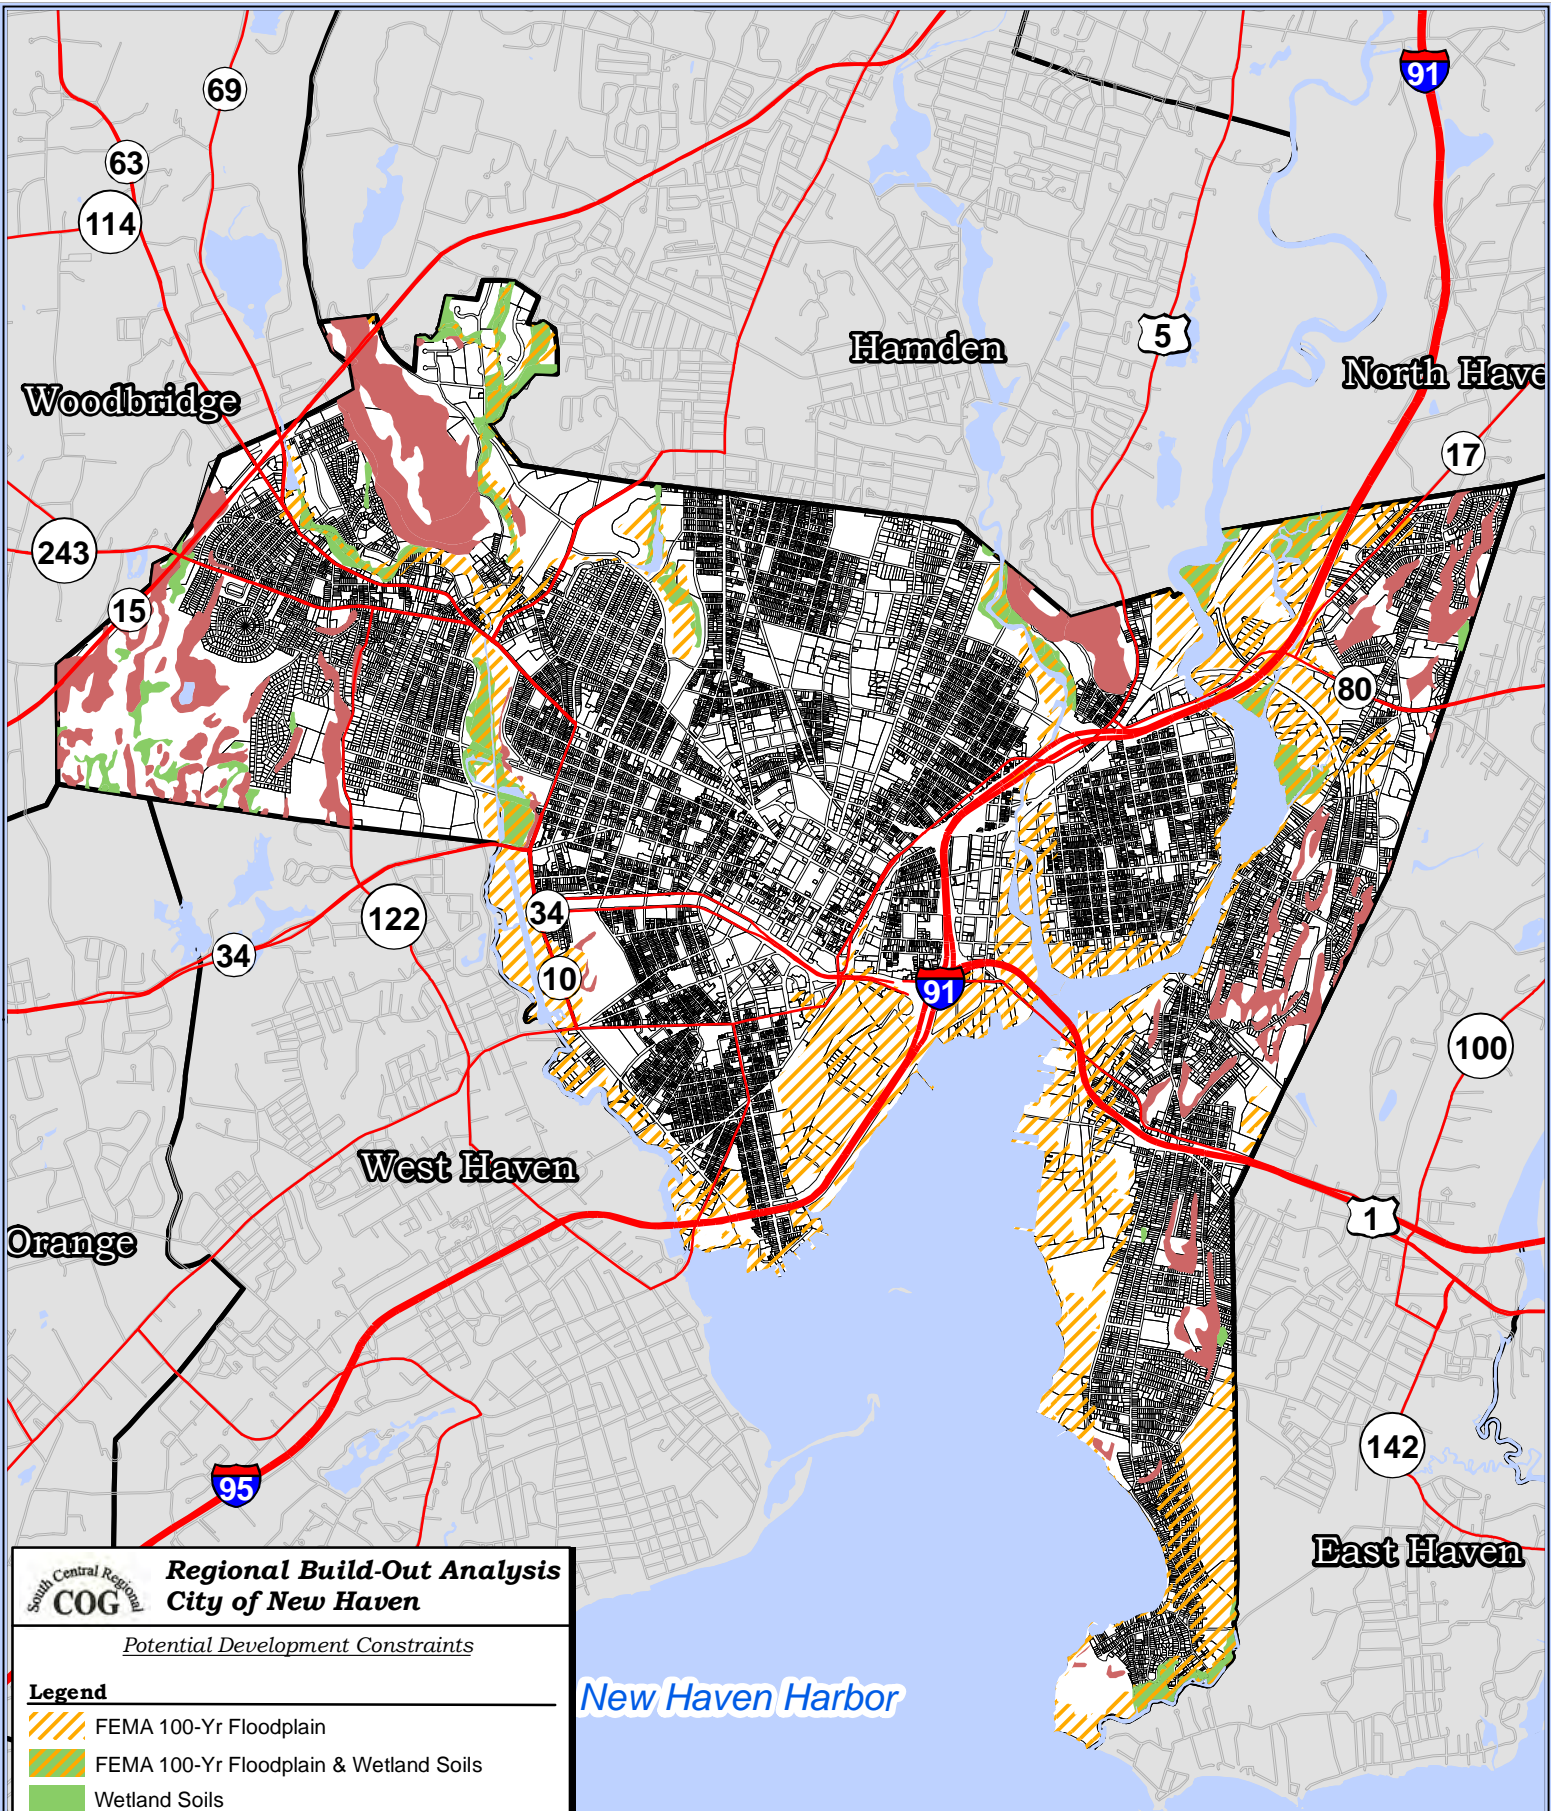 91
69
63
114
5
Hamden
North Have
Woodbridge
17
243
15
80
122
34
34
10
91
100
West Haven
1
Orange
142
95
East Haven
South Central Regional
COG
Regional Build-Out Analysis
City of New Haven
Potential Development Constraints
Legend
New Haven Harbor
FEMA 100-Yr Floodplain
FEMA 100-Yr Floodplain & Wetland Soils
Wetland Soils